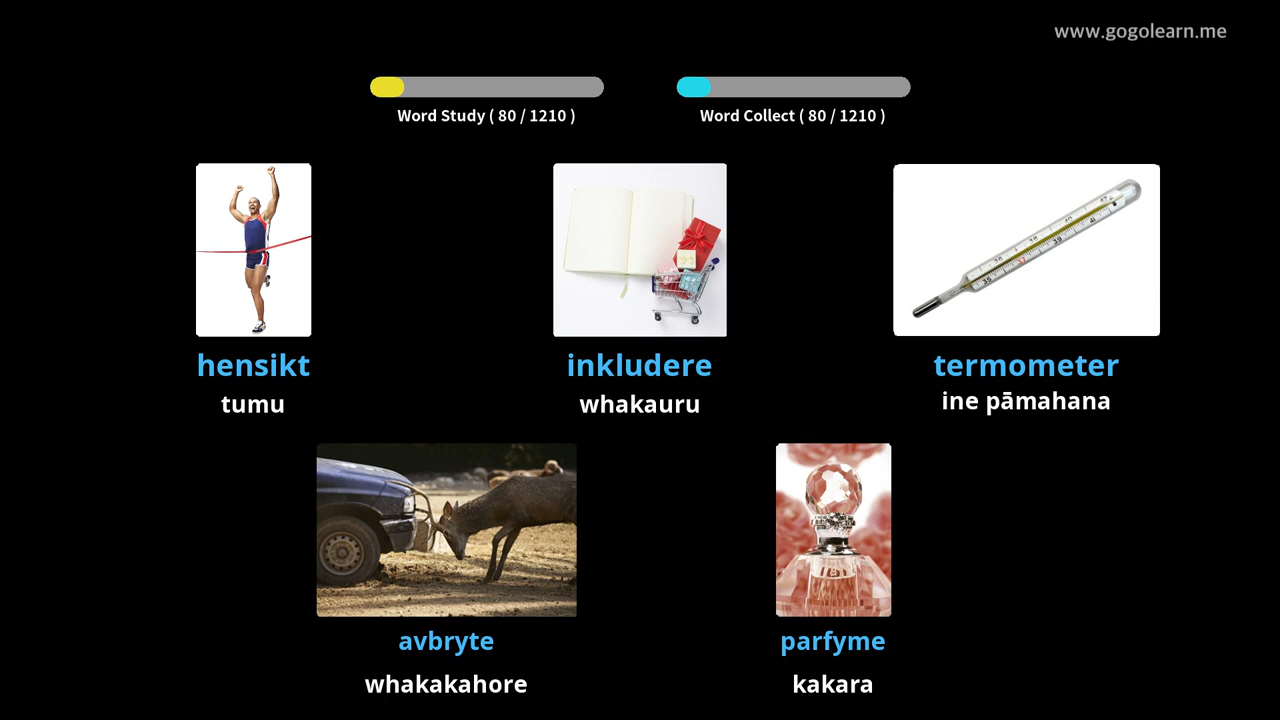 www.gogolearn.me
Word Study ( 80 / 1210 )
Word Collect ( 80 / 1210 )
hensikt
tumu
inkludere
whakauru
termometer
ine pāmahana
avbryte
whakakahore
parfyme
kakara